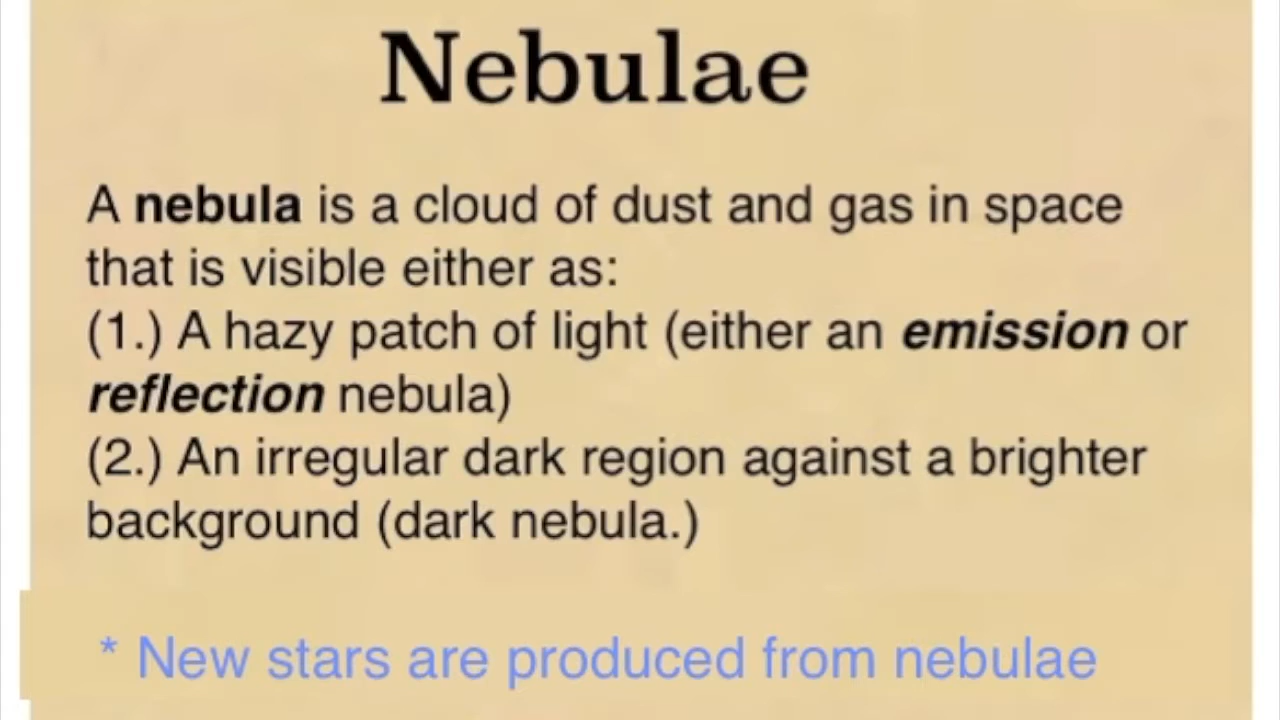 Nebulae
A nebula is a cloud of dust and gas in space
that is visible either as:
(1.) A hazy patch of light (either an emission or
reflection nebula)
(2.) An irregular dark region against a brighter
background (dark nebula.)
* New stars are produced from nebulae